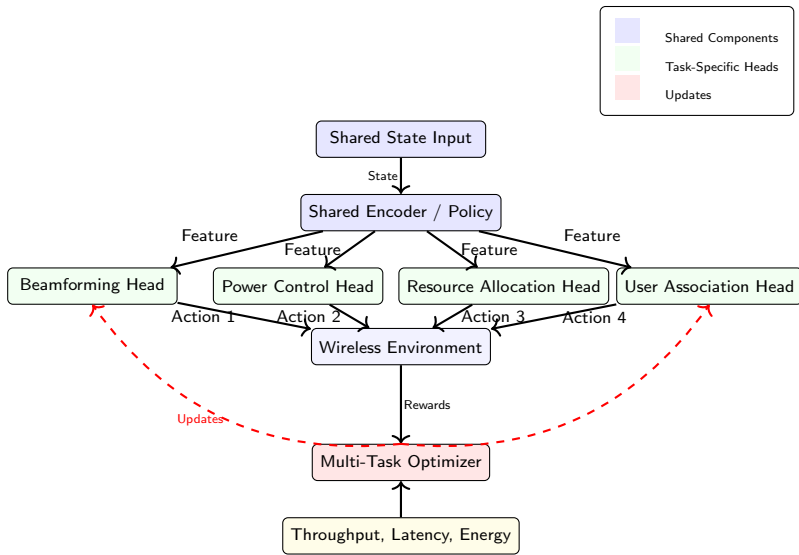 Shared Components
Task-Specific Heads
Updates
Shared State Input
State
Shared Encoder / Policy
Feature
Feature
Feature
Feature
Beamforming Head
Power Control Head
Resource Allocation Head
User Association Head
Action 1
Action 2
Action 3
Action 4
Wireless Environment
Rewards
Updates
Multi-Task Optimizer
Throughput, Latency, Energy